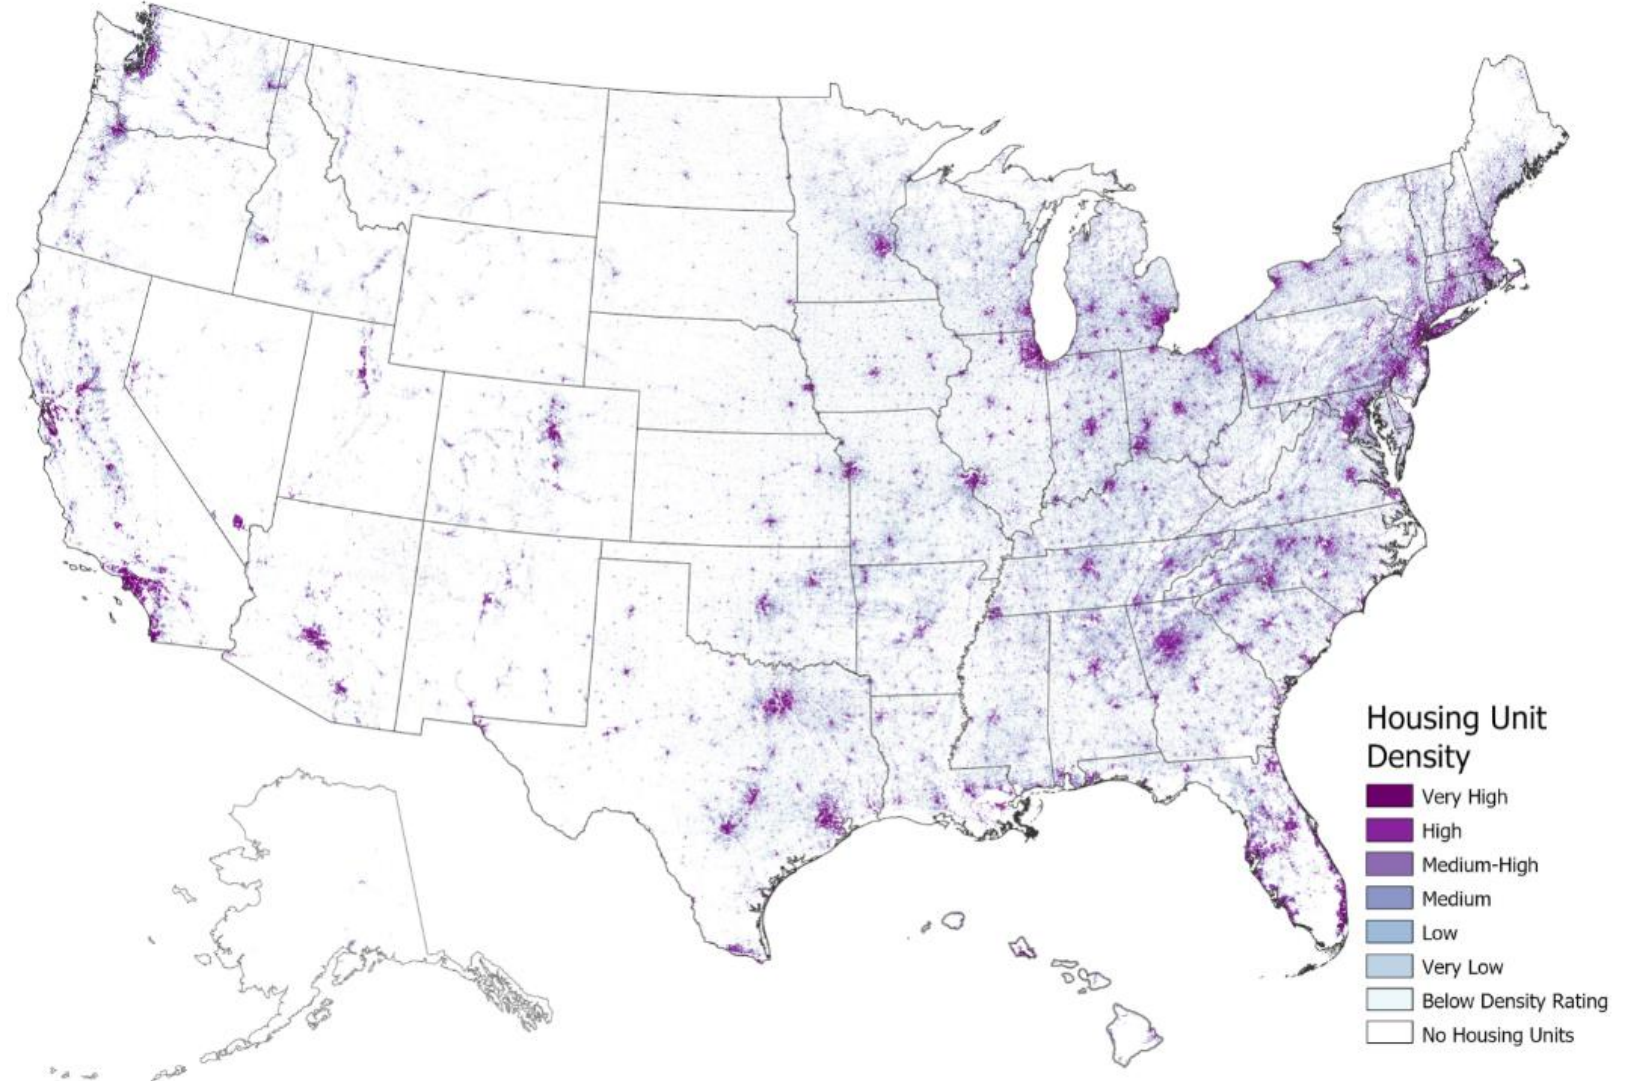 Housing Unit
Density
Very High
High
Medium-High
Medium
Low
Very Low
Below Density Rating
No Housing Units